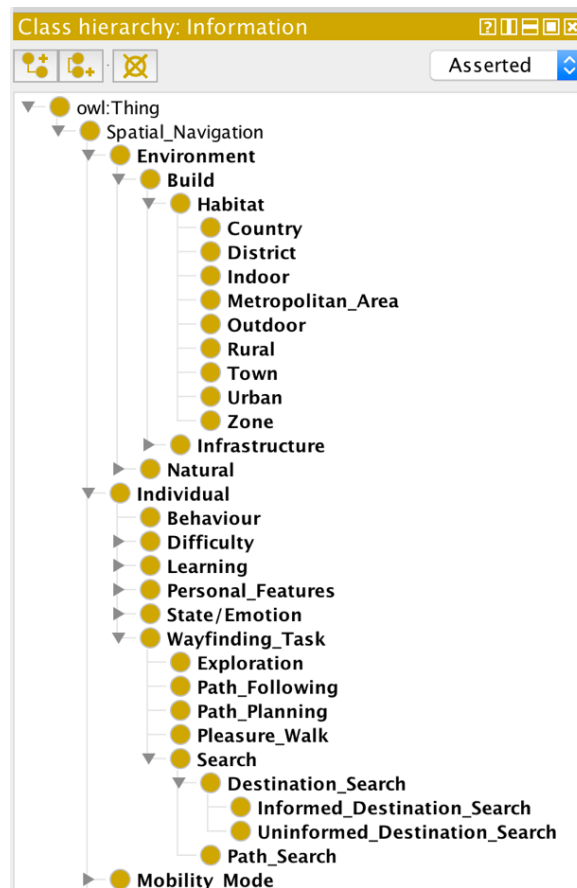 Class hierarchy: Information
Asserted
owl:Thing
Spatial_Navigation
Environment
Build
Habitat
Country
District
Indoor
Metropolitan_Area
Outdoor
Rural
Town
Urban
Zone
Infrastructure
Natural
Individual
Behaviour
Difficulty
Learning
Personal_Features
State/Emotion
Wayfinding_Task
Exploration
Path_Following
Path_Planning
Pleasure_Walk
Search
Destination_Search
Informed_Destination_Search
Uninformed_Destination_Search
Path_Search
Mobility_Mode